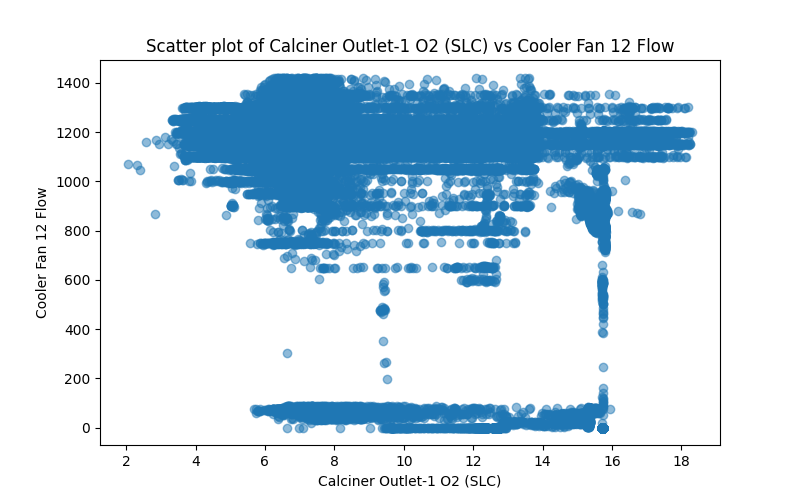 Scatter plot of Calciner Outlet-1 O2 (SLC) vs Cooler Fan 12 Flow
1400
1200
1000
800
600
400
200
0
Cooler Fan 12 Flow
2 4 6 8 10 12 14 16 18
Calciner Outlet-1 O2 (SLC)